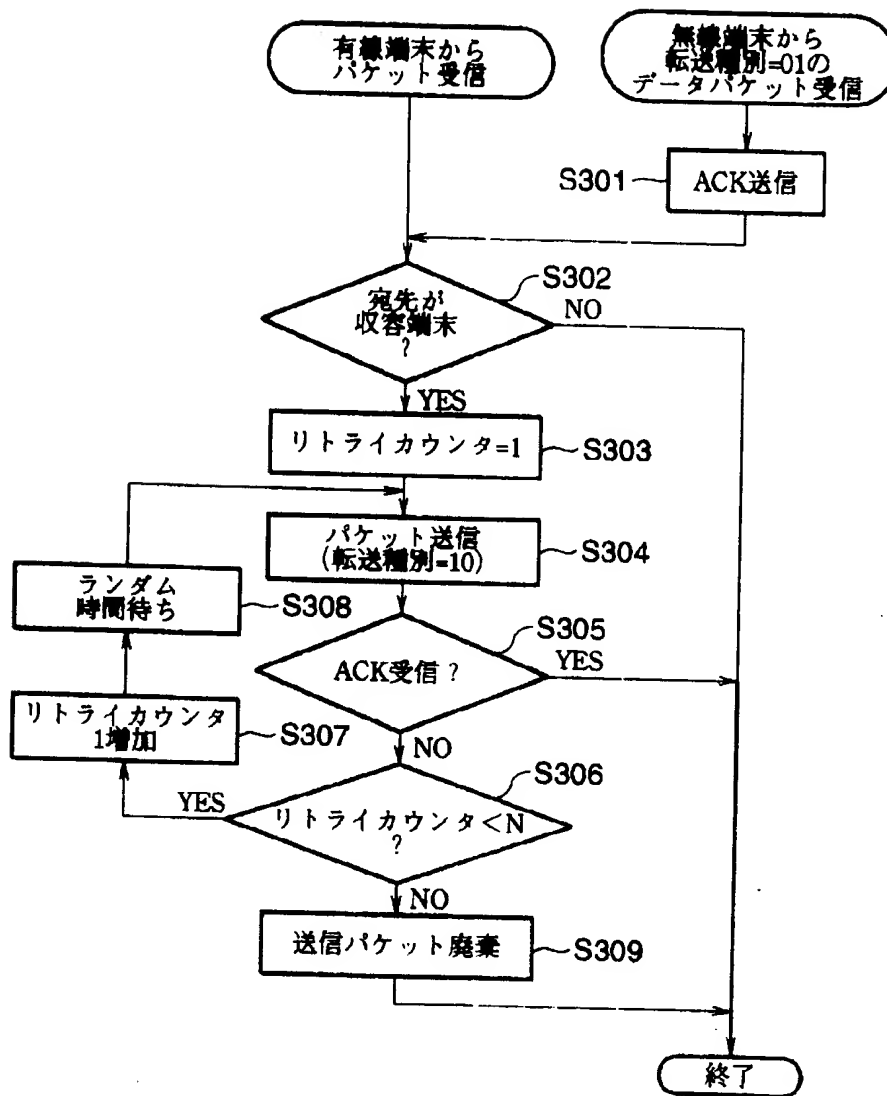 有線端末から
パケット受信
無線端末から
転送種別=01の
データパケット受信
S301
ACK送信
S302
宛先が
収容端末
?
NO
YES
リトライカウンタ=1
S303
パケット送信
(転送種別=10)
S304
ランダム
時間待ち
S308
S305
ACK受信?
YES
リトライカウンタ
1増加
S307
NO
S306
YES
リトライカウンタ<N
?
NO
送信パケット廃棄
S309
終了